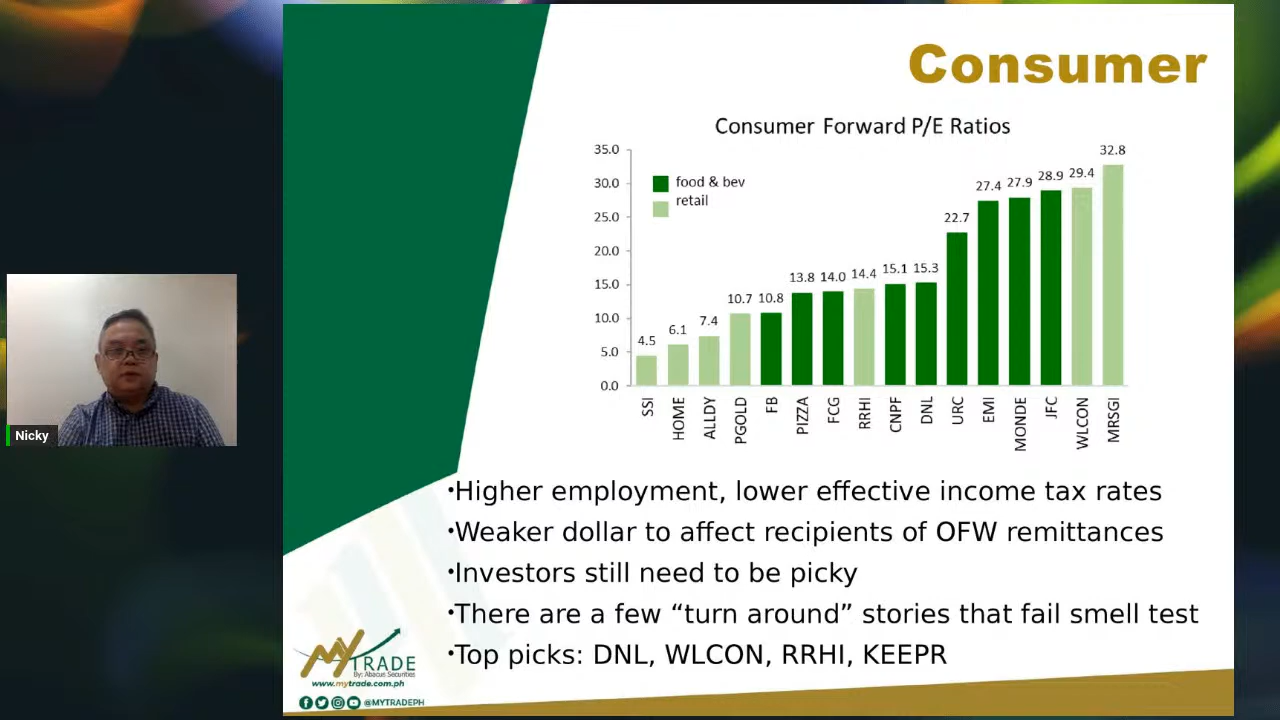 Consumer
Consumer Forward P/E Ratios
35.0
30.0
25.0
20.0
15.0
10.0
5.0
0.0
food & bev
retail
4.5
6.1
7.4
10.7
10.8
13.8
14.0
14.4
15.1
15.3
22.7
27.4
27.9
28.9
29.4
32.8
SSI
HOME
ALLDY
PGOLD
FB
PIZZA
FCG
RRHI
CNPF
DNL
URC
EMI
MONDE
JFC
WLCON
MRSGI
Nicky
•Higher employment, lower effective income tax rates
•Weaker dollar to affect recipients of OFW remittances
•Investors still need to be picky
•There are a few “turn around” stories that fail smell test
•Top picks: DNL, WLCON, RRHI, KEEPR
MYTRADE
By: Abacus Securities
www.mytrade.com.ph
@MYTRADEPH